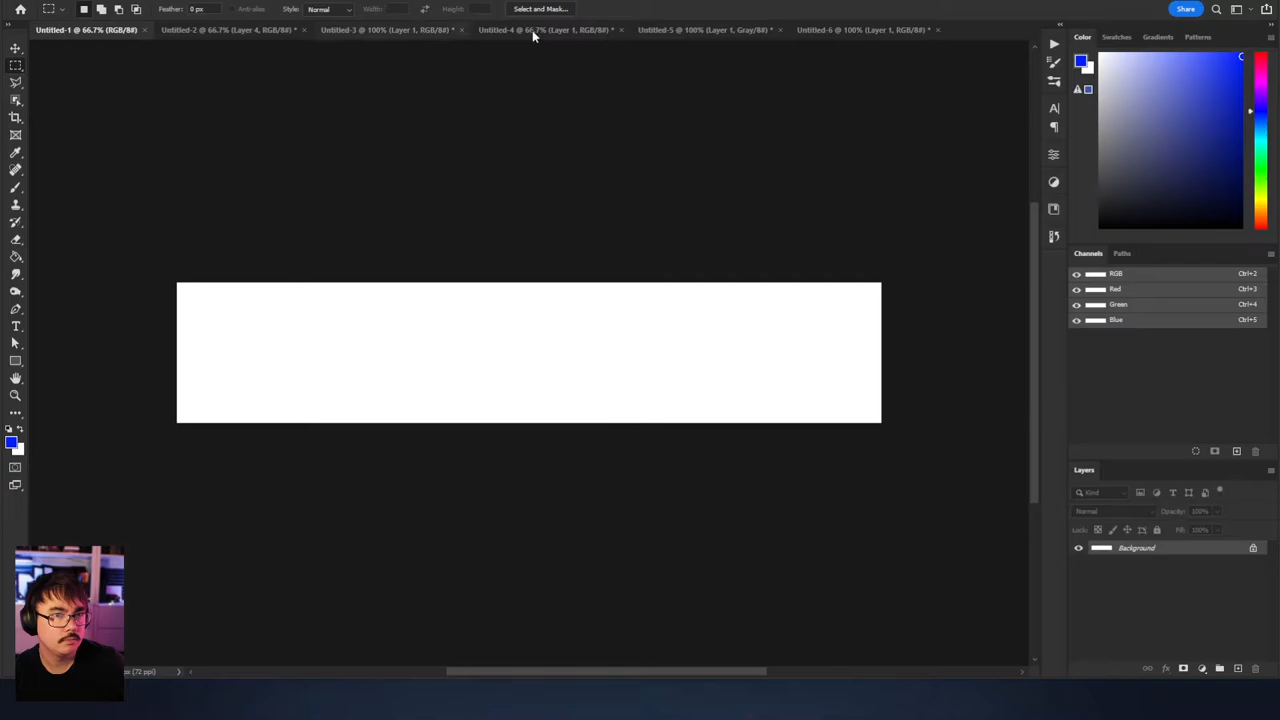 Feather: 0 px Anti-alias Style: Normal Width: Height: Select and Mask... Share
Untitled-1 @ 66.7% (RGB/8#) × Untitled-2 @ 66.7% (Layer 4, RGB/8#) * × Untitled-3 @ 100% (Layer 1, RGB/8#) * × Untitled-4 @ 66.7% (Layer 1, RGB/8#) * × Untitled-5 @ 100% (Layer 1, Gray/8#) * × Untitled-6 @ 100% (Layer 1, RGB/8#) * ×
Color Swatches Gradients Patterns
Channels Paths
RGB Ctrl+2
Red Ctrl+3
Green Ctrl+4
Blue Ctrl+5
Layers
Kind
Normal Opacity: 100%
Lock: Fill: 100%
Background
(72 ppi)